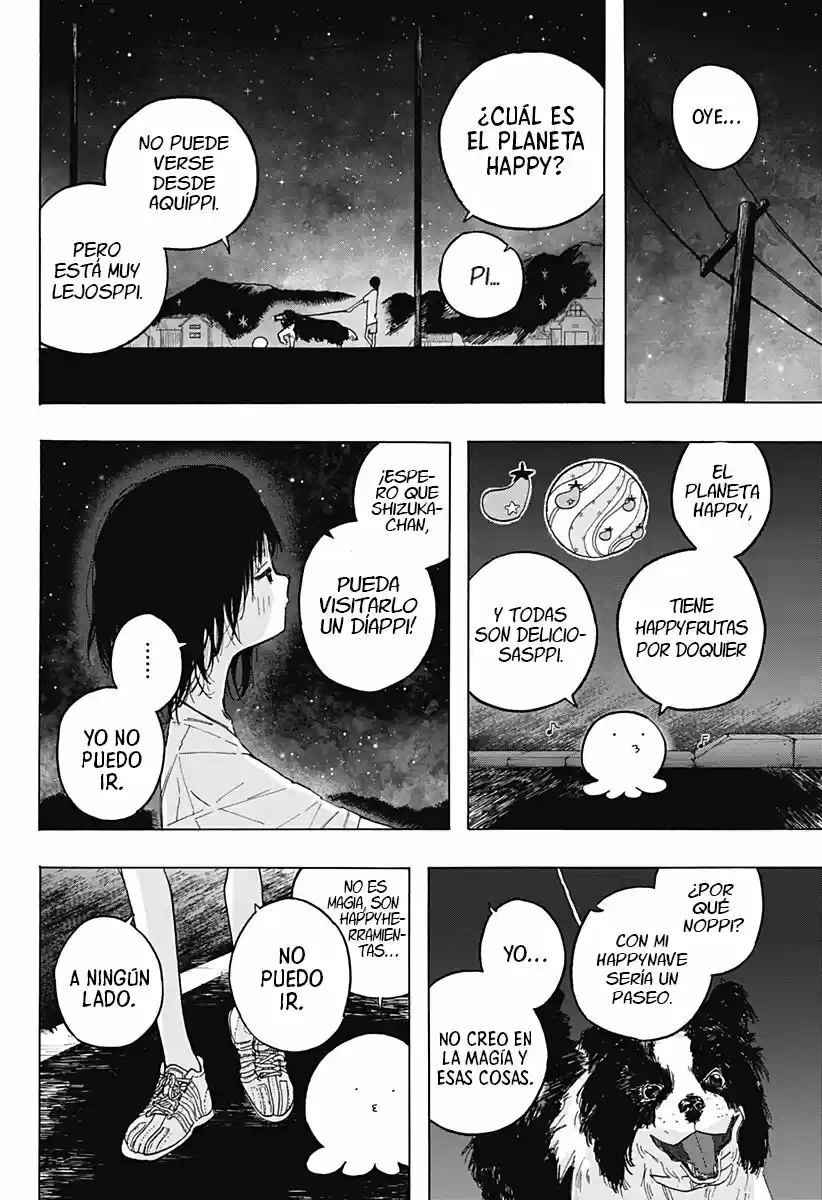 OYE...
¿CUÁL ES
EL PLANETA
HAPPY?
PI...
NO PUEDE
VERSE
DESDE
AQUÍPPI.
PERO
ESTÁ MUY
LEJOSPPI.
EL
PLANETA
HAPPY,
TIENE
HAPPYFRUTAS
POR DOQUIER
Y TODAS
SON DELICIO-
SASPPI.
¡ESPE-
RO QUE
SHIZUKA-
CHAN,
PUEDA
VISITARLO
UN DÍAPPI!
......
YO NO
PUEDO
IR.
¿POR
QUÉ
NOPPI?
CON MI
HAPPYNAVE
SERÍA UN
PASEO.
YO...
NO CREO EN
LA MAGÍA Y
ESAS COSAS.
NO ES
MAGIA, SON
HAPPYHE-
RRAMIEN-
TAS...
NO
PUEDO
IR.
A NINGÚN
LADO.